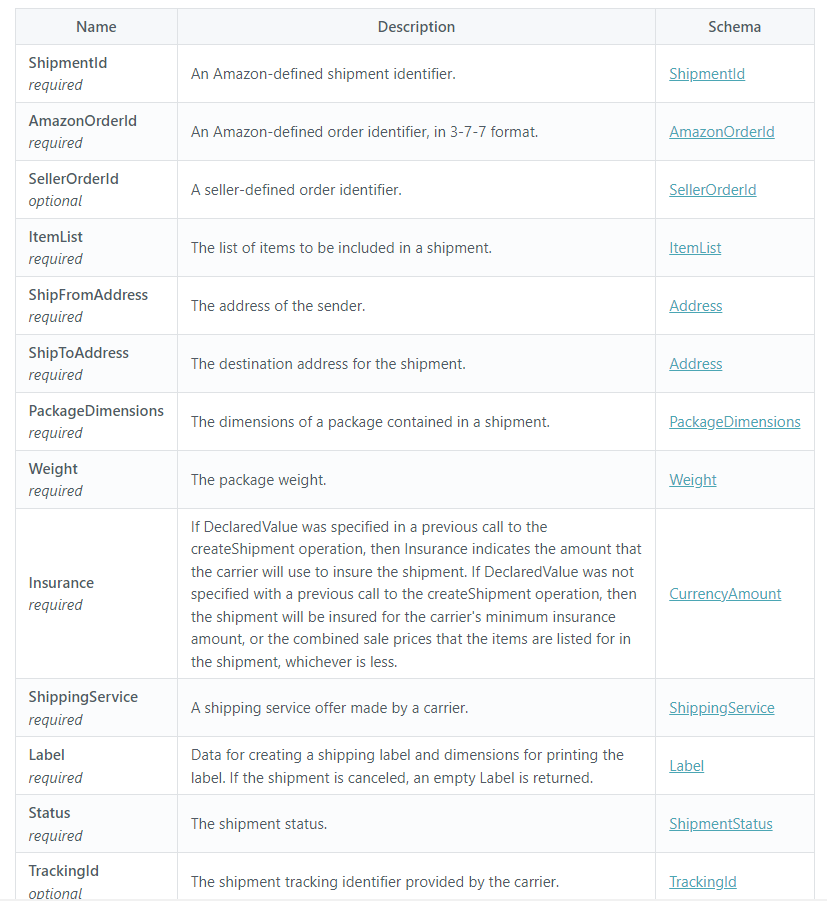 Name Description Schema
ShipmentId
required
An Amazon-defined shipment identifier.
ShipmentId
AmazonOrderId
required
An Amazon-defined order identifier, in 3-7-7 format.
AmazonOrderId
SellerOrderId
optional
A seller-defined order identifier.
SellerOrderId
ItemList
required
The list of items to be included in a shipment.
ItemList
ShipFromAddress
required
The address of the sender.
Address
ShipToAddress
required
The destination address for the shipment.
Address
PackageDimensions
required
The dimensions of a package contained in a shipment.
PackageDimensions
Weight
required
The package weight.
Weight
Insurance
required
If DeclaredValue was specified in a previous call to the
createShipment operation, then Insurance indicates the amount that
the carrier will use to insure the shipment. If DeclaredValue was not
specified with a previous call to the createShipment operation, then
the shipment will be insured for the carrier's minimum insurance
amount, or the combined sale prices that the items are listed for in
the shipment, whichever is less.
CurrencyAmount
ShippingService
required
A shipping service offer made by a carrier.
ShippingService
Label
required
Data for creating a shipping label and dimensions for printing the
label. If the shipment is canceled, an empty Label is returned.
Label
Status
required
The shipment status.
ShipmentStatus
TrackingId
optional
The shipment tracking identifier provided by the carrier.
TrackingId